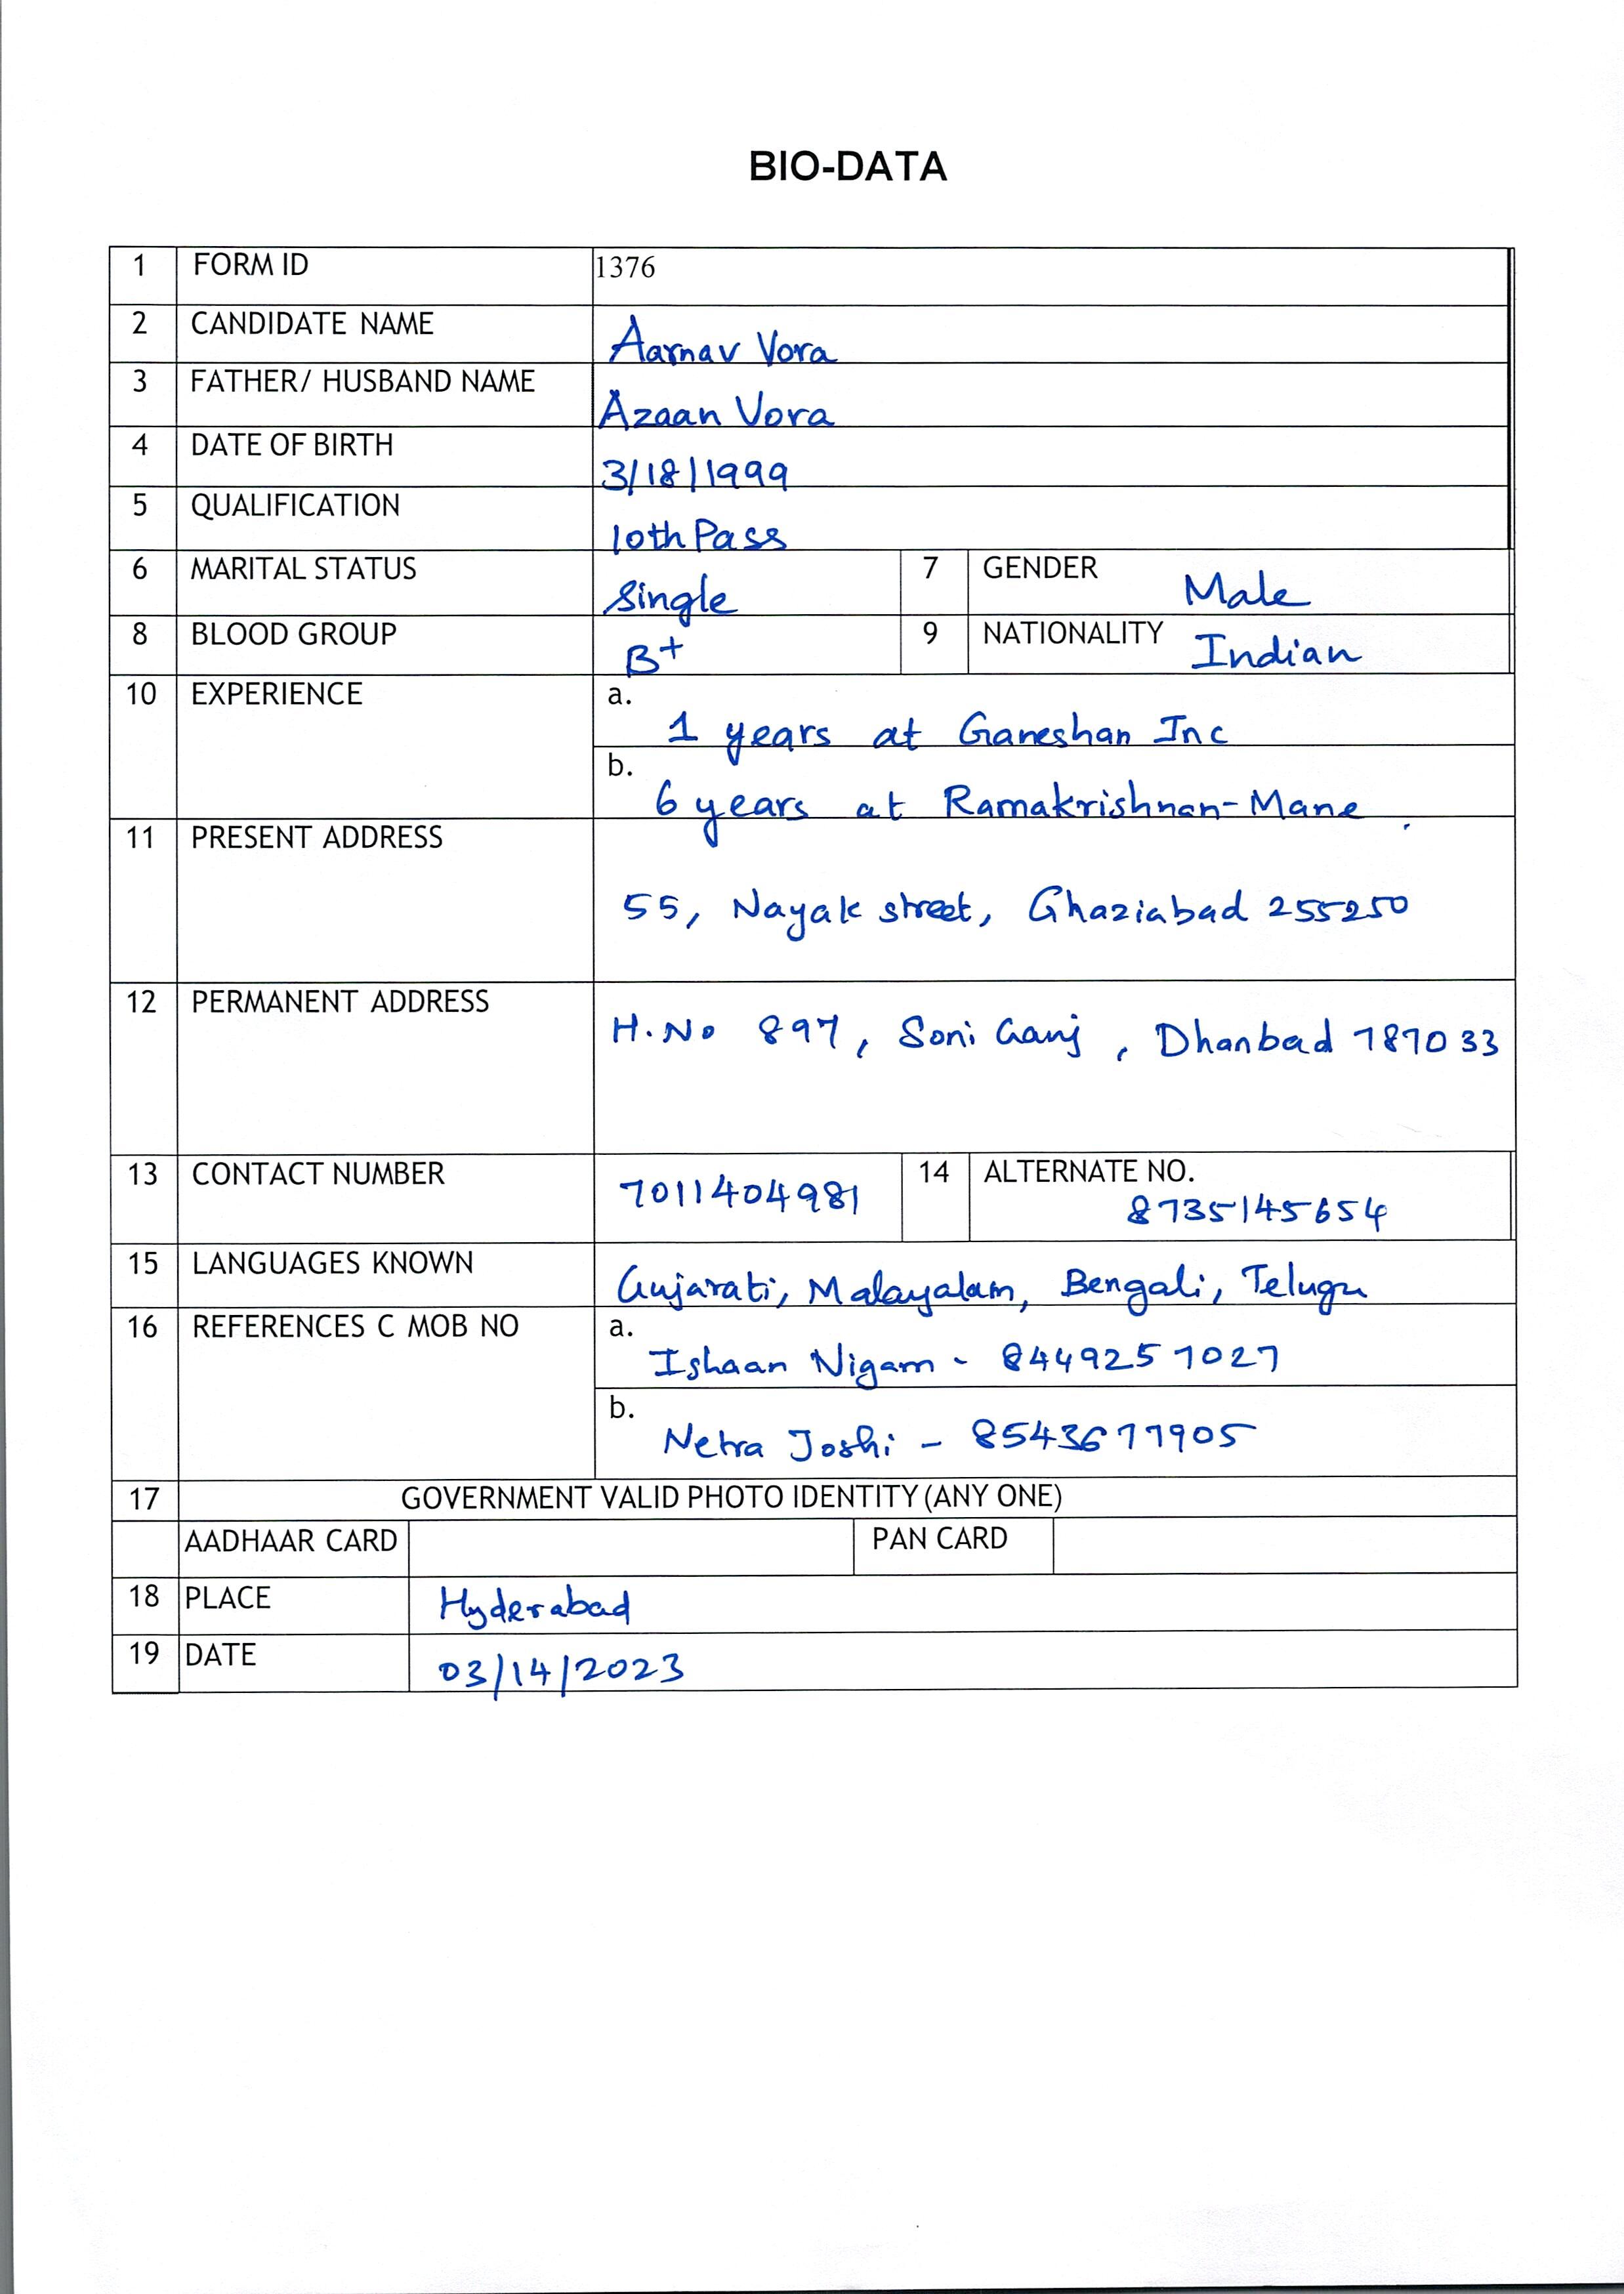 BIO-DATA
1 FORM ID 1376
2 CANDIDATE NAME Aarnav Vora
3 FATHER/ HUSBAND NAME Azaan Vora
4 DATE OF BIRTH 3/18/1999
5 QUALIFICATION 10th Pass
6 MARITAL STATUS Single 7 GENDER Male
8 BLOOD GROUP B+ 9 NATIONALITY Indian
10 EXPERIENCE a. 1 years at Ganeshan Inc
b. 6 years at Ramakrishnan-Mane
11 PRESENT ADDRESS
55, Nayak street, Ghaziabad 255250
12 PERMANENT ADDRESS H.No 897, Soni Ganj, Dhanbad 787033
13 CONTACT NUMBER 7011404981 14 ALTERNATE NO. 8735145654
15 LANGUAGES KNOWN Gujarati, Malayalam, Bengali, Telugu
16 REFERENCES C MOB NO a. Ishaan Nigam - 8449257027
b. Netra Joshi - 8543677905
17 GOVERNMENT VALID PHOTO IDENTITY (ANY ONE)
AADHAAR CARD PAN CARD
18 PLACE Hyderabad
19 DATE 03/14/2023